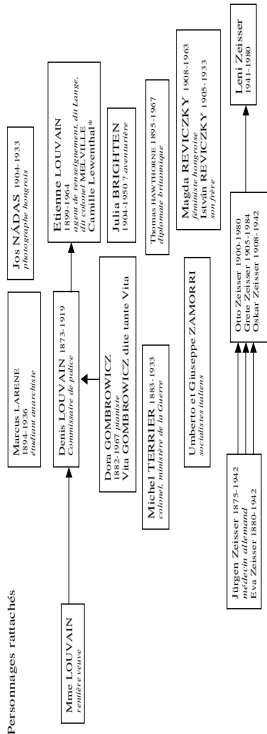 Personnages rattachés
Mme LOUVAIN
rentière veuve
Marcus LARENE
1894-1936
étudiant anarchiste
Jos NÁDAS 1904-1933
photographe hongrois
Denis LOUVAIN 1873-1919
Commissaire de police
Etienne LOUVAIN
1899-1964
agent de renseignement, dit Lange,
dit colonel MELVILLE
Camille Lewenthal*
Dora GOMBROWICZ
1882-1967 pianiste
Vita GOMBROWICZ dite tante Vita
Julia BRIGHTEN
1904-1950 ? aventurière
Michel TERRIER 1883-1933
colonel, ministère de la Guerre
Thomas HAWTHORNE 1895-1967
diplomate britannique
Umberto et Giuseppe ZAMORRI
socialistes italiens
Magda REVICZKY 1908-1963
féministe hongroise
István REVICZKY 1905-1933
son frère
Jürgen Zeisser 1875-1942
médecin allemand
Eva Zeisser 1880-1942
Otto Zeisser 1900-1980
Grete Zeisser 1905-1984
Oskar Zeisser 1908-1942
Leni Zeisser
1941-1980